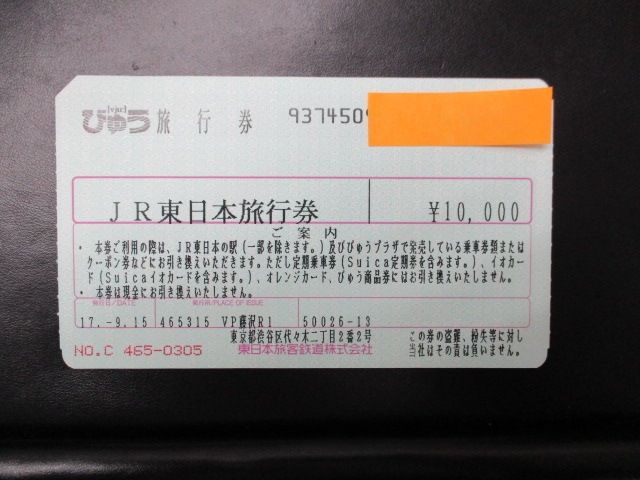 [vjuː]
びゅう 旅行券 9374509
JR東日本旅行券 ¥10,000
ご案内
・本券ご利用の際は、JR東日本の駅(一部を除きます。)及びびゅうプラザで発売している乗車券類または
クーポン券などにお引き換えいただきます。ただし定期乗車券(Suica定期券を含みます。)、イオカー
ド(Suicaイオカードを含みます。)、オレンジカード、びゅう商品券にはお引き換えいたしません。
・本券は現金にお引き換えいたしません。
発行日/DATE 発行所/PLACE OF ISSUE
17.-9.15 465315 VP藤沢R1 50026-13
東京都渋谷区代々木二丁目2番2号 この券の盗難、紛失等に対し
NO.C 465-0305 東日本旅客鉄道株式会社 当社はその責は負いません。